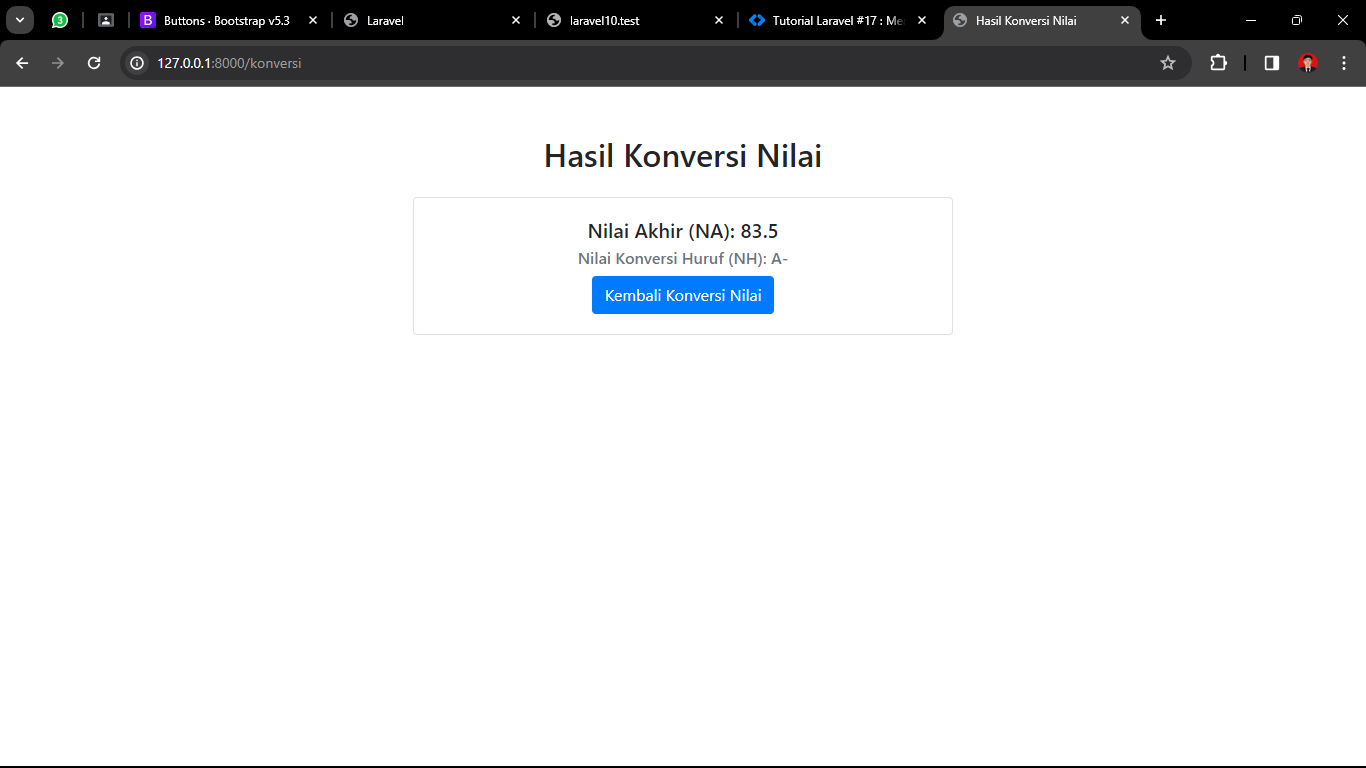 3
B Buttons · Bootstrap v5.3
Laravel
laravel10.test
Tutorial Laravel #17 : Me
Hasil Konversi Nilai
127.0.0.1:8000/konversi
Hasil Konversi Nilai
Nilai Akhir (NA): 83.5
Nilai Konversi Huruf (NH): A-
Kembali Konversi Nilai